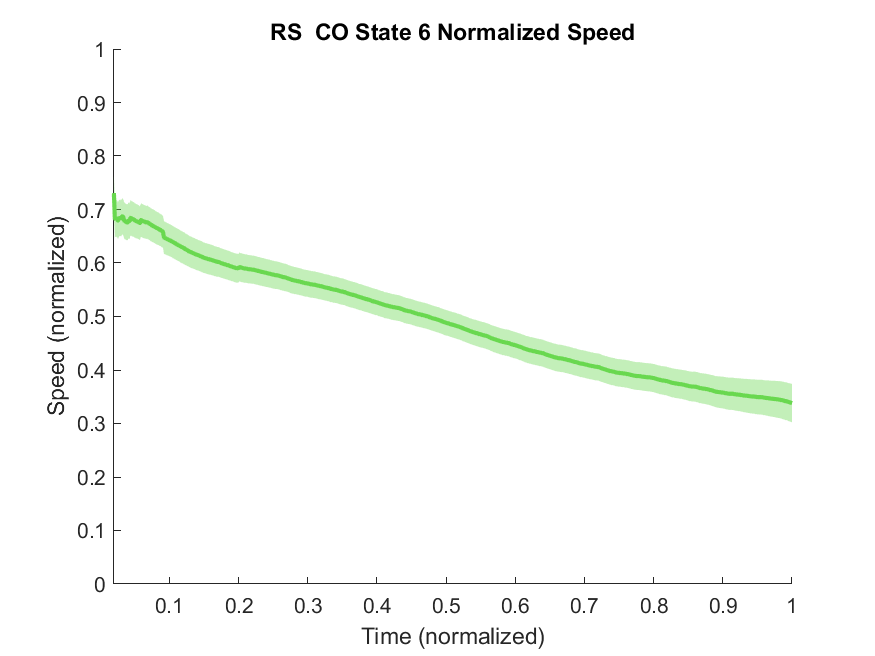 RS  CO State 6 Normalized Speed
1
0.9
0.8
0.7
0.6
0.5
0.4
0.3
0.2
0.1
0
Speed (normalized)
0.1 0.2 0.3 0.4 0.5 0.6 0.7 0.8 0.9 1
Time (normalized)